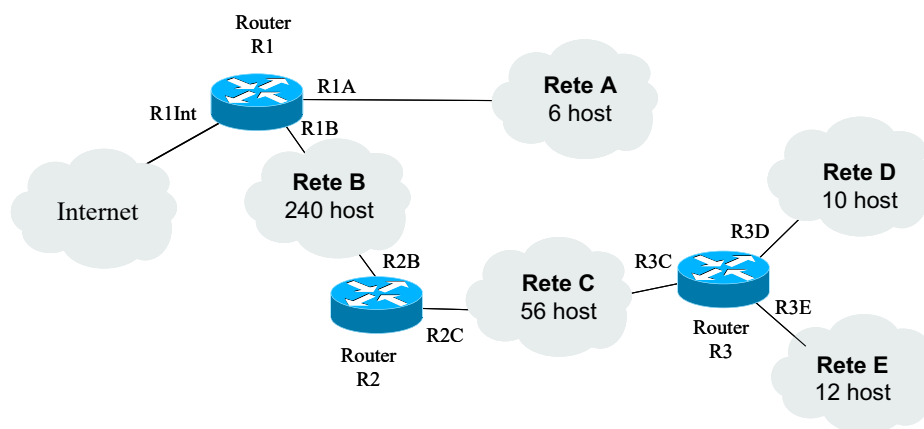 Router
R1
R1A
R1Int
R1B
Rete A
6 host
Internet
Rete B
240 host
Rete D
10 host
R2B
R2C
Router
R2
Rete C
56 host
R3C
R3D
R3E
Router
R3
Rete E
12 host